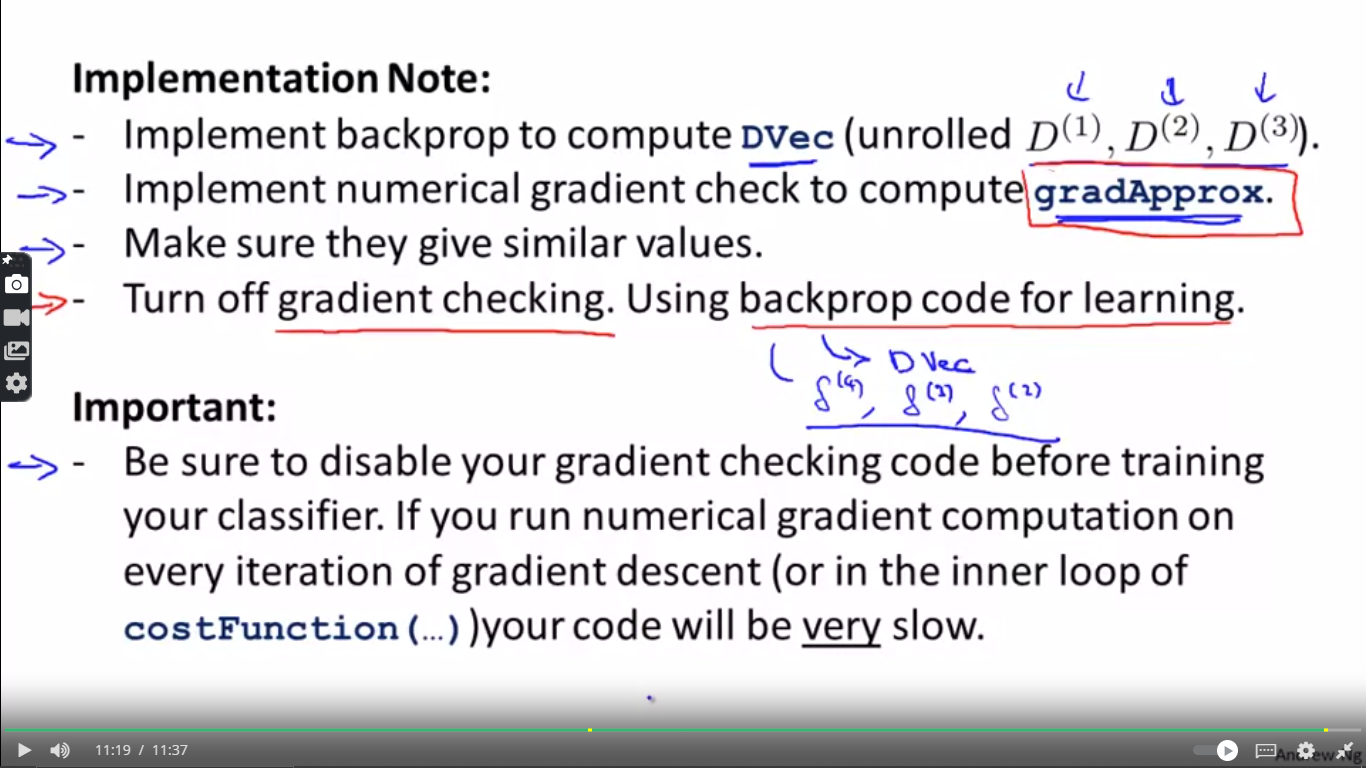 Implementation Note:
- Implement backprop to compute DVec (unrolled D⁽¹⁾, D⁽²⁾, D⁽³⁾).
- Implement numerical gradient check to compute gradApprox.
- Make sure they give similar values.
- Turn off gradient checking. Using backprop code for learning.
DVec
δ⁽⁴⁾, δ⁽³⁾, δ⁽²⁾
Important:
- Be sure to disable your gradient checking code before training
your classifier. If you run numerical gradient computation on
every iteration of gradient descent (or in the inner loop of
costFunction(…))your code will be very slow.
11:19 / 11:37
Andrew Ng